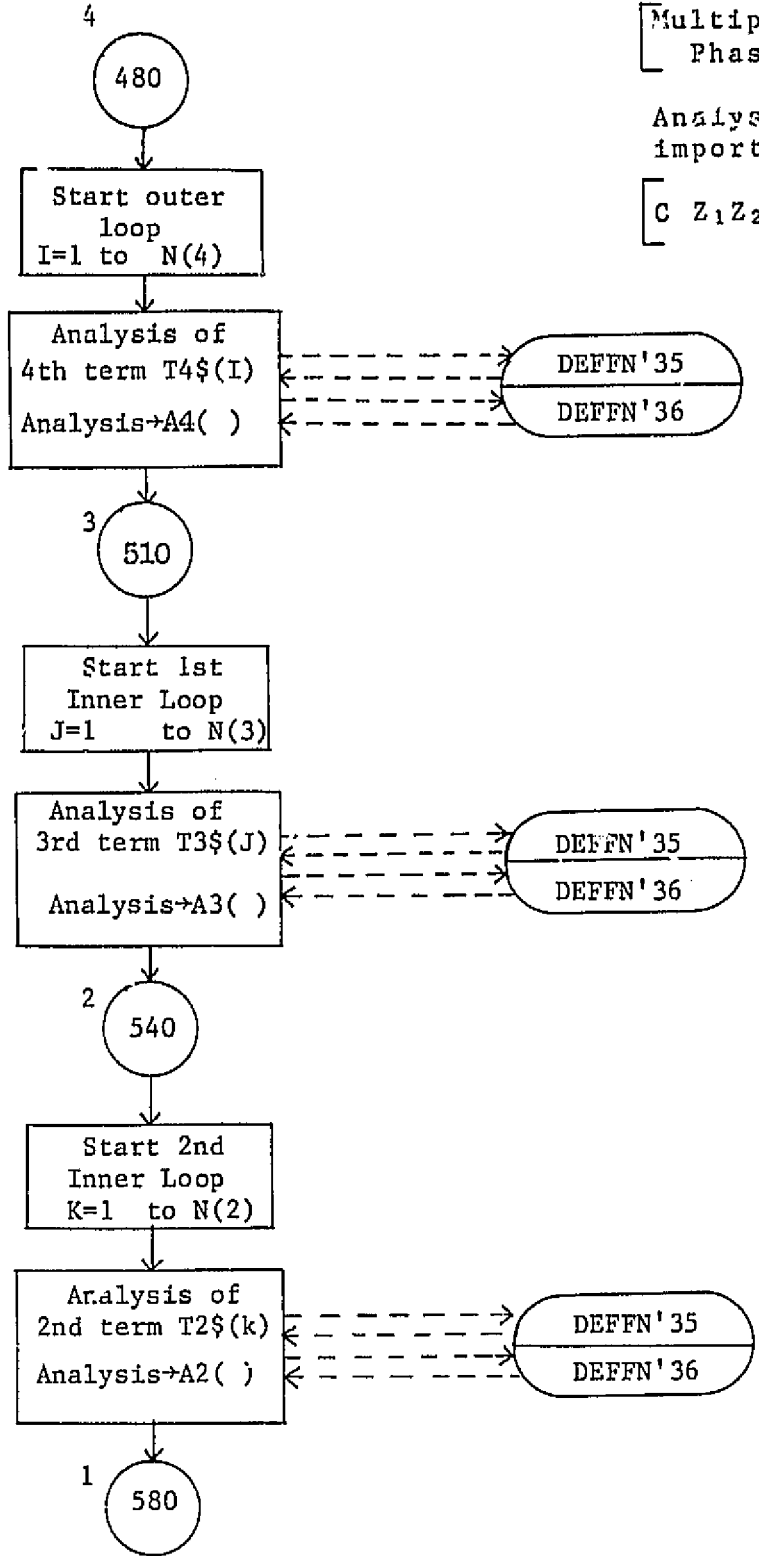 4
480
Start outer
loop
I=1 to N(4)
Analysis of
4th term T4$(I)
Analysis→A4( )
DEFFN'35
DEFFN'36
3
510
Start 1st
Inner Loop
J=1 to N(3)
Analysis of
3rd term T3$(J)
Analysis→A3( )
DEFFN'35
DEFFN'36
2
540
Start 2nd
Inner Loop
K=1 to N(2)
Analysis of
2nd term T2$(k)
Analysis→A2( )
DEFFN'35
DEFFN'36
1
580
Multip
Phas
Analys
import
C Z₁Z₂